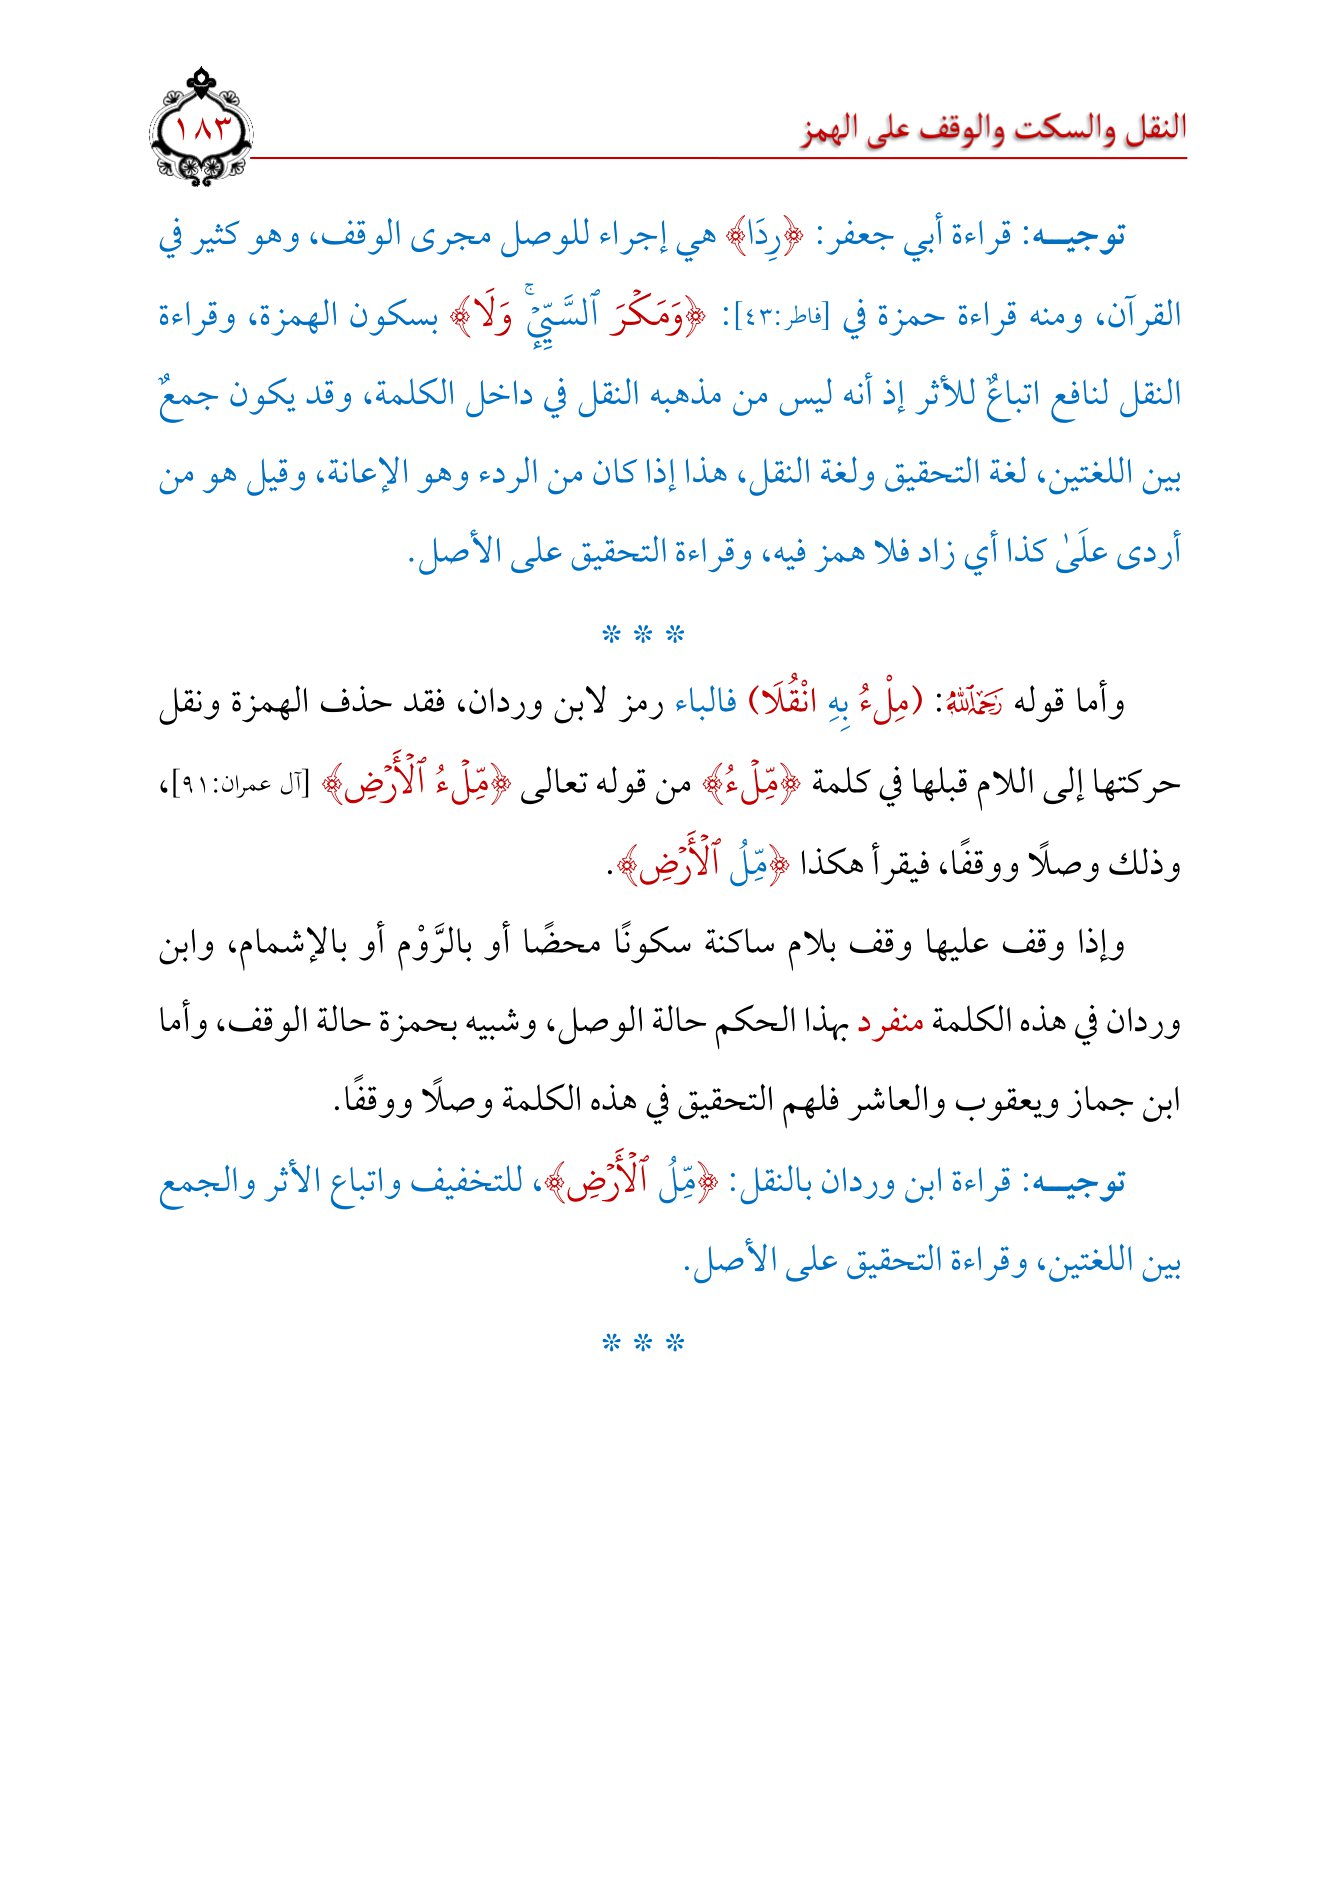 النقل والسكت والوقف على الهمز
١٨٣
توجيــه: قراءة أبي جعفر: ﴿رِدَا﴾ هي إجراء للوصل مجرى الوقف، وهو كثير في
القرآن، ومنه قراءة حمزة في [فاطر:٤٣]: ﴿وَمَكۡرَ ٱلسَّيِّيِٕۡۚ وَلَا﴾ بسكون الهمزة، وقراءة
النقل لنافع اتباعٌ للأثر إذ أنه ليس من مذهبه النقل في داخل الكلمة، وقد يكون جمعٌ
بين اللغتين، لغة التحقيق ولغة النقل، هذا إذا كان من الردء وهو الإعانة، وقيل هو من
أردى علَىٰ كذا أي زاد فلا همز فيه، وقراءة التحقيق على الأصل.
* * *
وأما قوله رَحِمَهُ ٱللَّهُ: (مِلْءُ بِهِ انْقُلَا) فالباء رمز لابن وردان، فقد حذف الهمزة ونقل
حركتها إلى اللام قبلها في كلمة ﴿مِّلۡءُ﴾ من قوله تعالى ﴿مِّلۡءُ ٱلۡأَرۡضِ﴾ [آل عمران:٩١]،
وذلك وصلًا ووقفًا، فيقرأ هكذا ﴿مِّلُ ٱلۡأَرۡضِ﴾.
وإذا وقف عليها وقف بلام ساكنة سكونًا محضًا أو بالرَّوْم أو بالإشمام، وابن
وردان في هذه الكلمة منفرد بهذا الحكم حالة الوصل، وشبيه بحمزة حالة الوقف، وأما
ابن جماز ويعقوب والعاشر فلهم التحقيق في هذه الكلمة وصلًا ووقفًا.
توجيــه: قراءة ابن وردان بالنقل: ﴿مِّلُ ٱلۡأَرۡضِ﴾، للتخفيف واتباع الأثر والجمع
بين اللغتين، وقراءة التحقيق على الأصل.
* * *